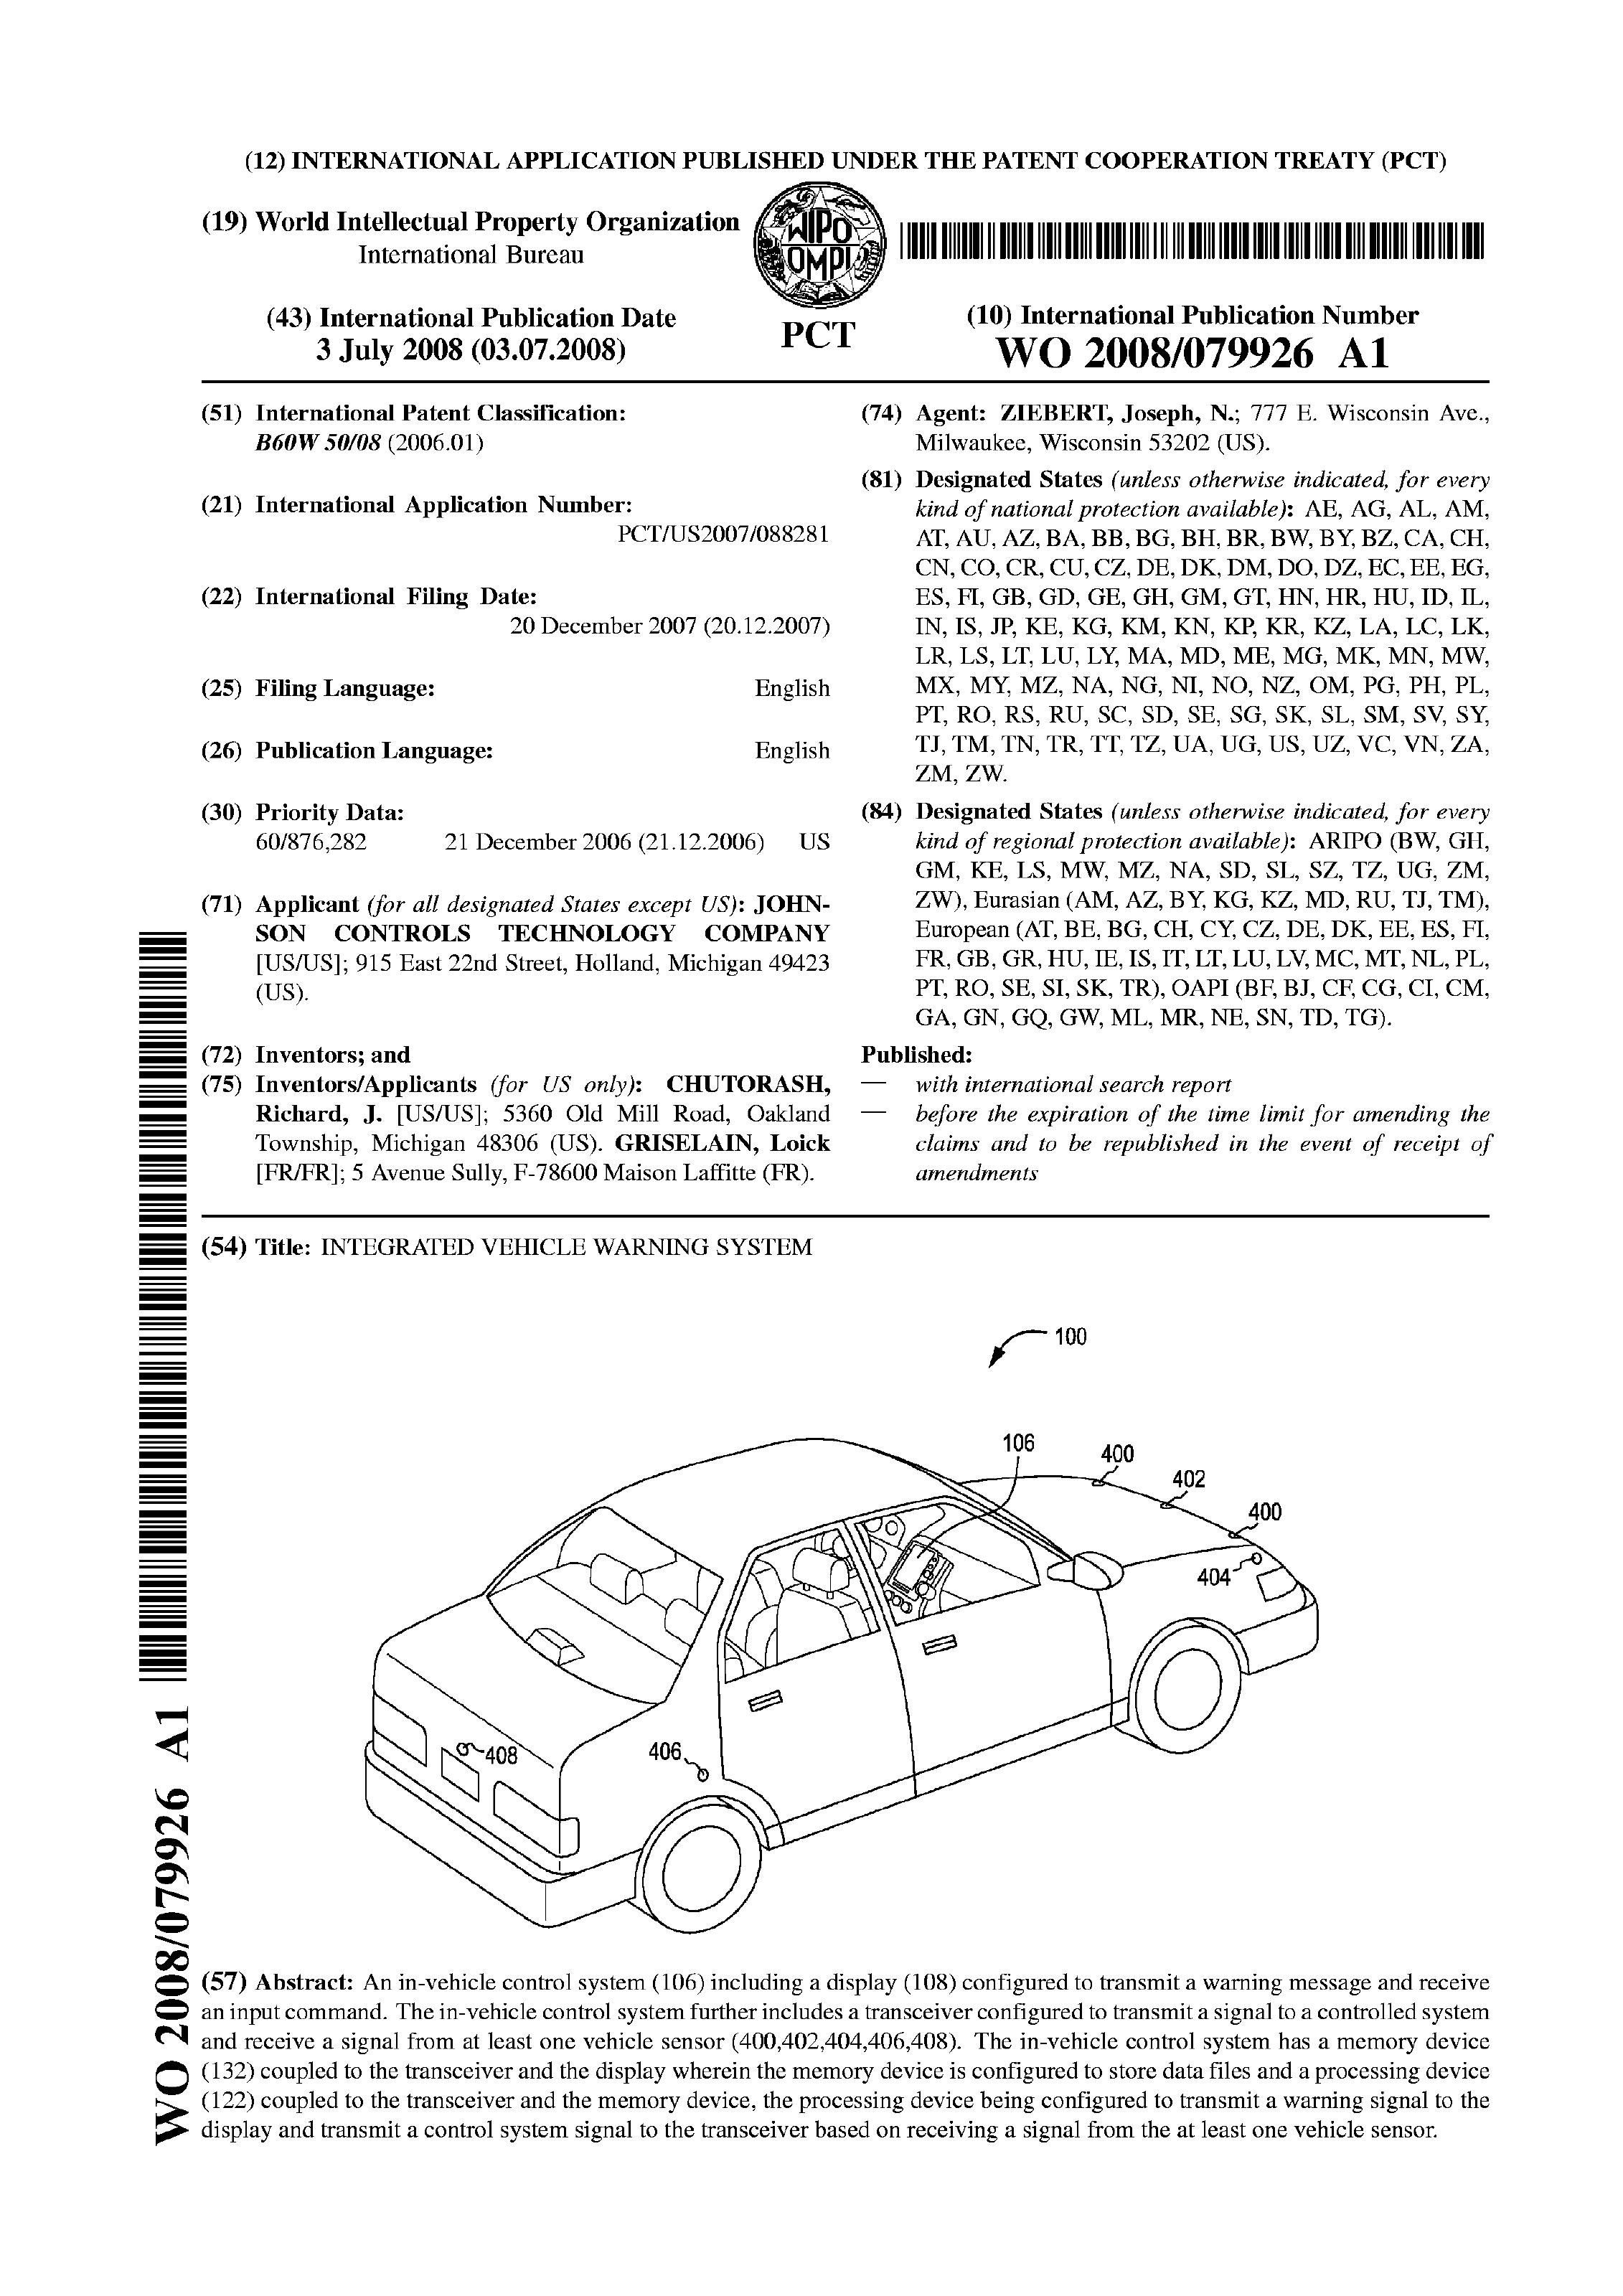 (12) INTERNATIONAL APPLICATION PUBLISHED UNDER THE PATENT COOPERATION TREATY (PCT)
(19) World Intellectual Property Organization
International Bureau
WIPO
OMPI
PCT
(43) International Publication Date
3 July 2008 (03.07.2008)
(10) International Publication Number
WO 2008/079926 A1
(51) International Patent Classification:
B60W 50/08 (2006.01)
(21) International Application Number:
PCT/US2007/088281
(22) International Filing Date:
20 December 2007 (20.12.2007)
(25) Filing Language: English
(26) Publication Language: English
(30) Priority Data:
60/876,282 21 December 2006 (21.12.2006) US
(71) Applicant (for all designated States except US): JOHN-
SON CONTROLS TECHNOLOGY COMPANY
[US/US]; 915 East 22nd Street, Holland, Michigan 49423
(US).
(72) Inventors; and
(75) Inventors/Applicants (for US only): CHUTORASH,
Richard, J. [US/US]; 5360 Old Mill Road, Oakland
Township, Michigan 48306 (US). GRISELAIN, Loick
[FR/FR]; 5 Avenue Sully, F-78600 Maison Laffitte (FR).
(74) Agent: ZIEBERT, Joseph, N.; 777 E. Wisconsin Ave.,
Milwaukee, Wisconsin 53202 (US).
(81) Designated States (unless otherwise indicated, for every
kind of national protection available): AE, AG, AL, AM,
AT, AU, AZ, BA, BB, BG, BH, BR, BW, BY, BZ, CA, CH,
CN, CO, CR, CU, CZ, DE, DK, DM, DO, DZ, EC, EE, EG,
ES, FI, GB, GD, GE, GH, GM, GT, HN, HR, HU, ID, IL,
IN, IS, JP, KE, KG, KM, KN, KP, KR, KZ, LA, LC, LK,
LR, LS, LT, LU, LY, MA, MD, ME, MG, MK, MN, MW,
MX, MY, MZ, NA, NG, NI, NO, NZ, OM, PG, PH, PL,
PT, RO, RS, RU, SC, SD, SE, SG, SK, SL, SM, SV, SY,
TJ, TM, TN, TR, TT, TZ, UA, UG, US, UZ, VC, VN, ZA,
ZM, ZW.
(84) Designated States (unless otherwise indicated, for every
kind of regional protection available): ARIPO (BW, GH,
GM, KE, LS, MW, MZ, NA, SD, SL, SZ, TZ, UG, ZM,
ZW), Eurasian (AM, AZ, BY, KG, KZ, MD, RU, TJ, TM),
European (AT, BE, BG, CH, CY, CZ, DE, DK, EE, ES, FI,
FR, GB, GR, HU, IE, IS, IT, LT, LU, LV, MC, MT, NL, PL,
PT, RO, SE, SI, SK, TR), OAPI (BF, BJ, CF, CG, CI, CM,
GA, GN, GQ, GW, ML, MR, NE, SN, TD, TG).
Published:
— with international search report
— before the expiration of the time limit for amending the
claims and to be republished in the event of receipt of
amendments
(54) Title: INTEGRATED VEHICLE WARNING SYSTEM
100
106
400
402
400
404
406
408
WO 2008/079926 A1
(57) Abstract: An in-vehicle control system (106) including a display (108) configured to transmit a warning message and receive
an input command. The in-vehicle control system further includes a transceiver configured to transmit a signal to a controlled system
and receive a signal from at least one vehicle sensor (400,402,404,406,408). The in-vehicle control system has a memory device
(132) coupled to the transceiver and the display wherein the memory device is configured to store data files and a processing device
(122) coupled to the transceiver and the memory device, the processing device being configured to transmit a warning signal to the
display and transmit a control system signal to the transceiver based on receiving a signal from the at least one vehicle sensor.